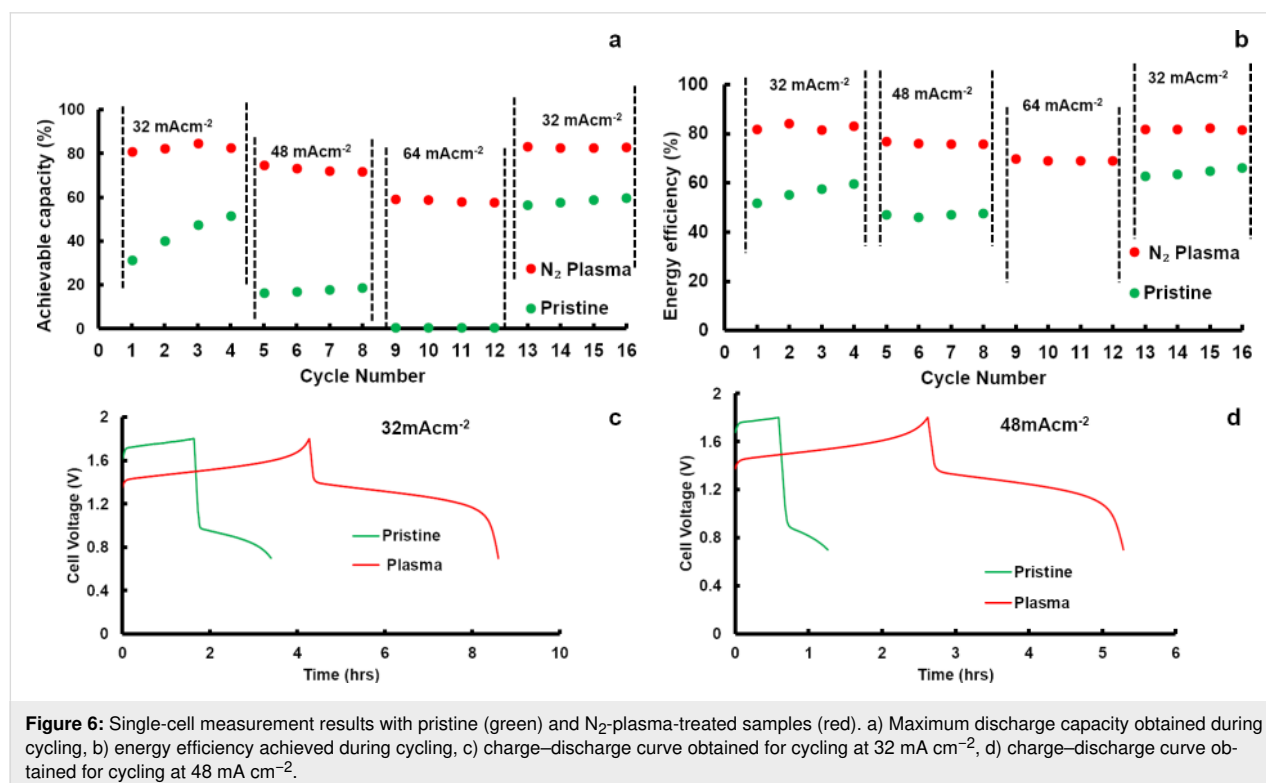 a
Achievable capacity (%)
100
80
60
40
20
0
32 mAcm-2
48 mAcm-2
64 mAcm-2
32 mAcm-2
N₂ Plasma
Pristine
0 1 2 3 4 5 6 7 8 9 10 11 12 13 14 15 16
Cycle Number
b
Energy efficiency (%)
100
80
60
40
20
0
32 mAcm-2
48 mAcm-2
64 mAcm-2
32 mAcm-2
N₂ Plasma
Pristine
0 1 2 3 4 5 6 7 8 9 10 11 12 13 14 15 16
Cycle Number
c
Cell Voltage (V)
2
1.6
1.2
0.8
0.4
0
32mAcm-2
Pristine
Plasma
0 2 4 6 8 10
Time (hrs)
d
Cell Voltage (V)
2
1.6
1.2
0.8
0.4
0
48mAcm-2
Pristine
Plasma
0 1 2 3 4 5 6
Time (hrs)
Figure 6: Single-cell measurement results with pristine (green) and N₂-plasma-treated samples (red). a) Maximum discharge capacity obtained during
cycling, b) energy efficiency achieved during cycling, c) charge–discharge curve obtained for cycling at 32 mA cm⁻², d) charge–discharge curve ob-
tained for cycling at 48 mA cm⁻².